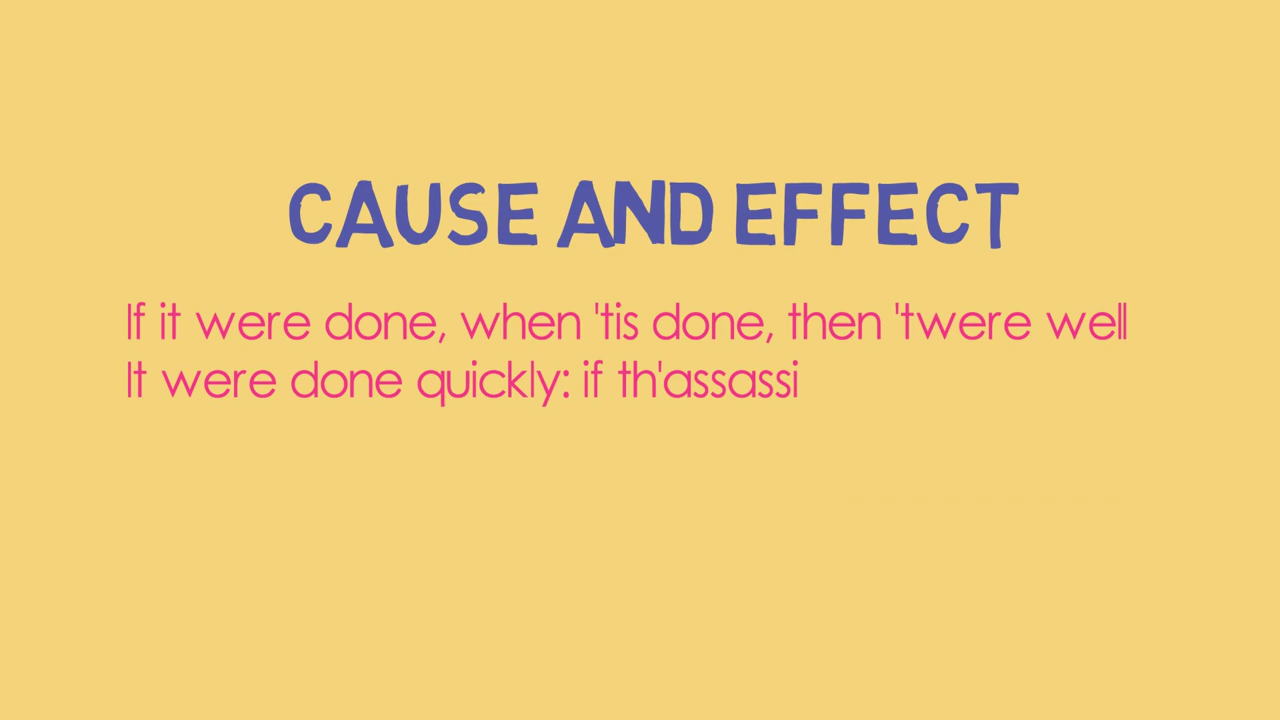 CAUSE AND EFFECT
If it were done, when 'tis done, then 'twere well
It were done quickly: if th'assassi